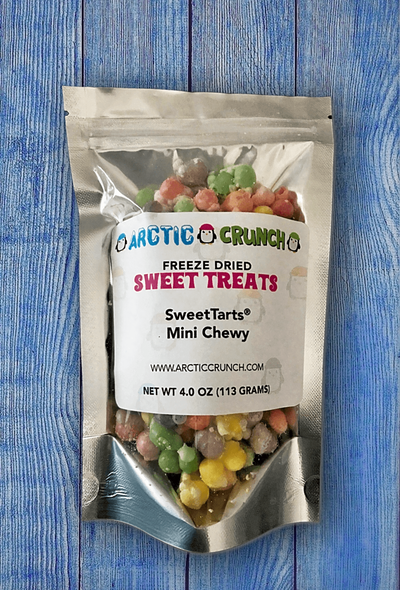 ARCTIC CRUNCH
FREEZE DRIED
SWEET TREATS
SweetTarts®
Mini Chewy
WWW.ARCTICCRUNCH.COM
NET WT 4.0 OZ (113 GRAMS)